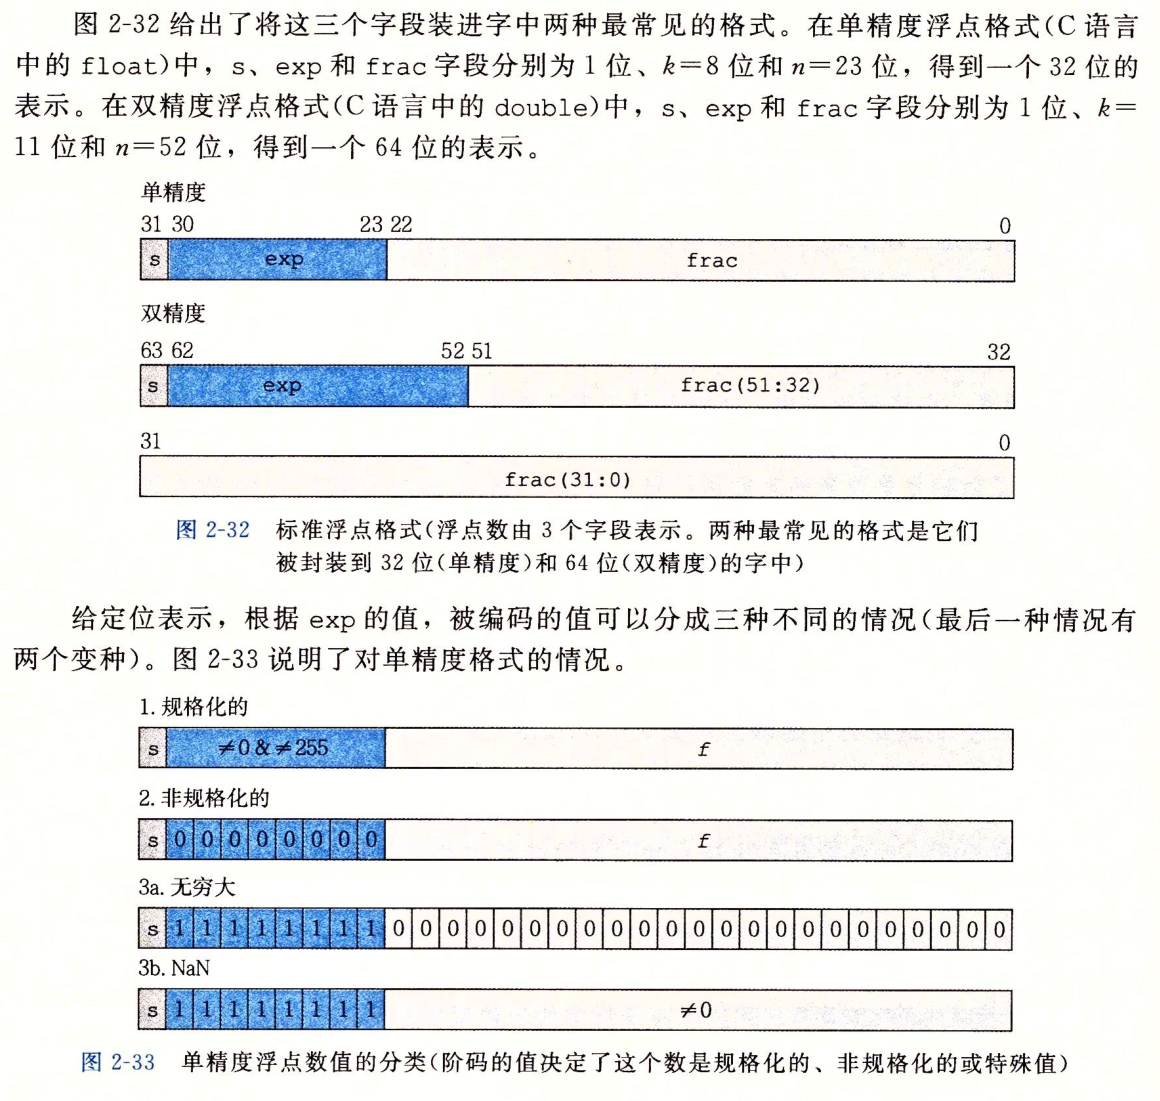 图 2-32 给出了将这三个字段装进字中两种最常见的格式。在单精度浮点格式(C 语言
中的 float)中，s、exp 和 frac 字段分别为 1 位、k=8 位和 n=23 位，得到一个 32 位的
表示。在双精度浮点格式(C 语言中的 double)中，s、exp 和 frac 字段分别为 1 位、k=
11 位和 n=52 位，得到一个 64 位的表示。
单精度
31 30 23 22 0
s exp frac
双精度
63 62 52 51 32
s exp frac(51:32)
31 0
frac(31:0)
图 2-32 标准浮点格式(浮点数由 3 个字段表示。两种最常见的格式是它们
被封装到 32 位(单精度)和 64 位(双精度)的字中)
给定位表示，根据 exp 的值，被编码的值可以分成三种不同的情况(最后一种情况有
两个变种)。图 2-33 说明了对单精度格式的情况。
1. 规格化的
s ≠0 & ≠255 f
2. 非规格化的
s 0 0 0 0 0 0 0 0 f
3a. 无穷大
s 1 1 1 1 1 1 1 1 0 0 0 0 0 0 0 0 0 0 0 0 0 0 0 0 0 0 0 0 0 0 0
3b. NaN
s 1 1 1 1 1 1 1 1 ≠0
图 2-33 单精度浮点数值的分类(阶码的值决定了这个数是规格化的、非规格化的或特殊值)